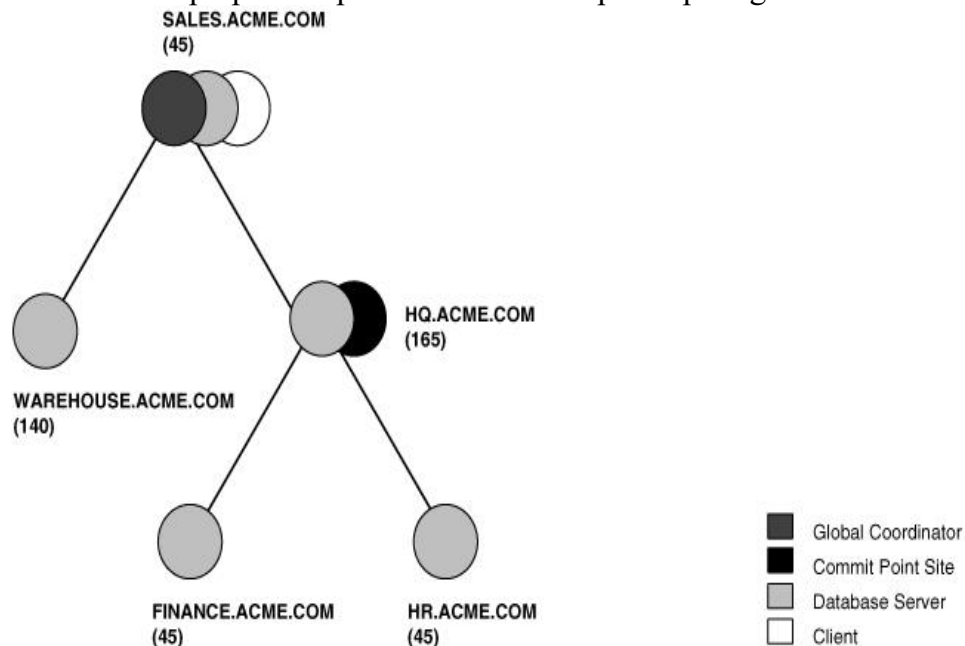 SALES.ACME.COM
(45)
HQ.ACME.COM
(165)
WAREHOUSE.ACME.COM
(140)
FINANCE.ACME.COM
(45)
HR.ACME.COM
(45)
Global Coordinator
Commit Point Site
Database Server
Client